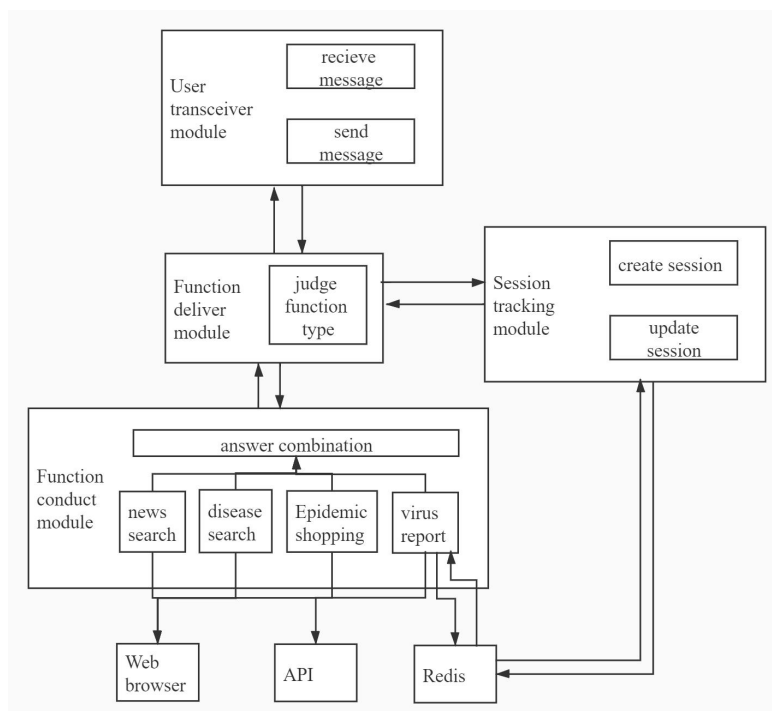 User
transceiver
module
recieve
message
send
message
Function
deliver
module
judge
function
type
Session
tracking
module
create session
update
session
Function
conduct
module
answer combination
news
search
disease
search
Epidemic
shopping
virus
report
Web
browser
API
Redis